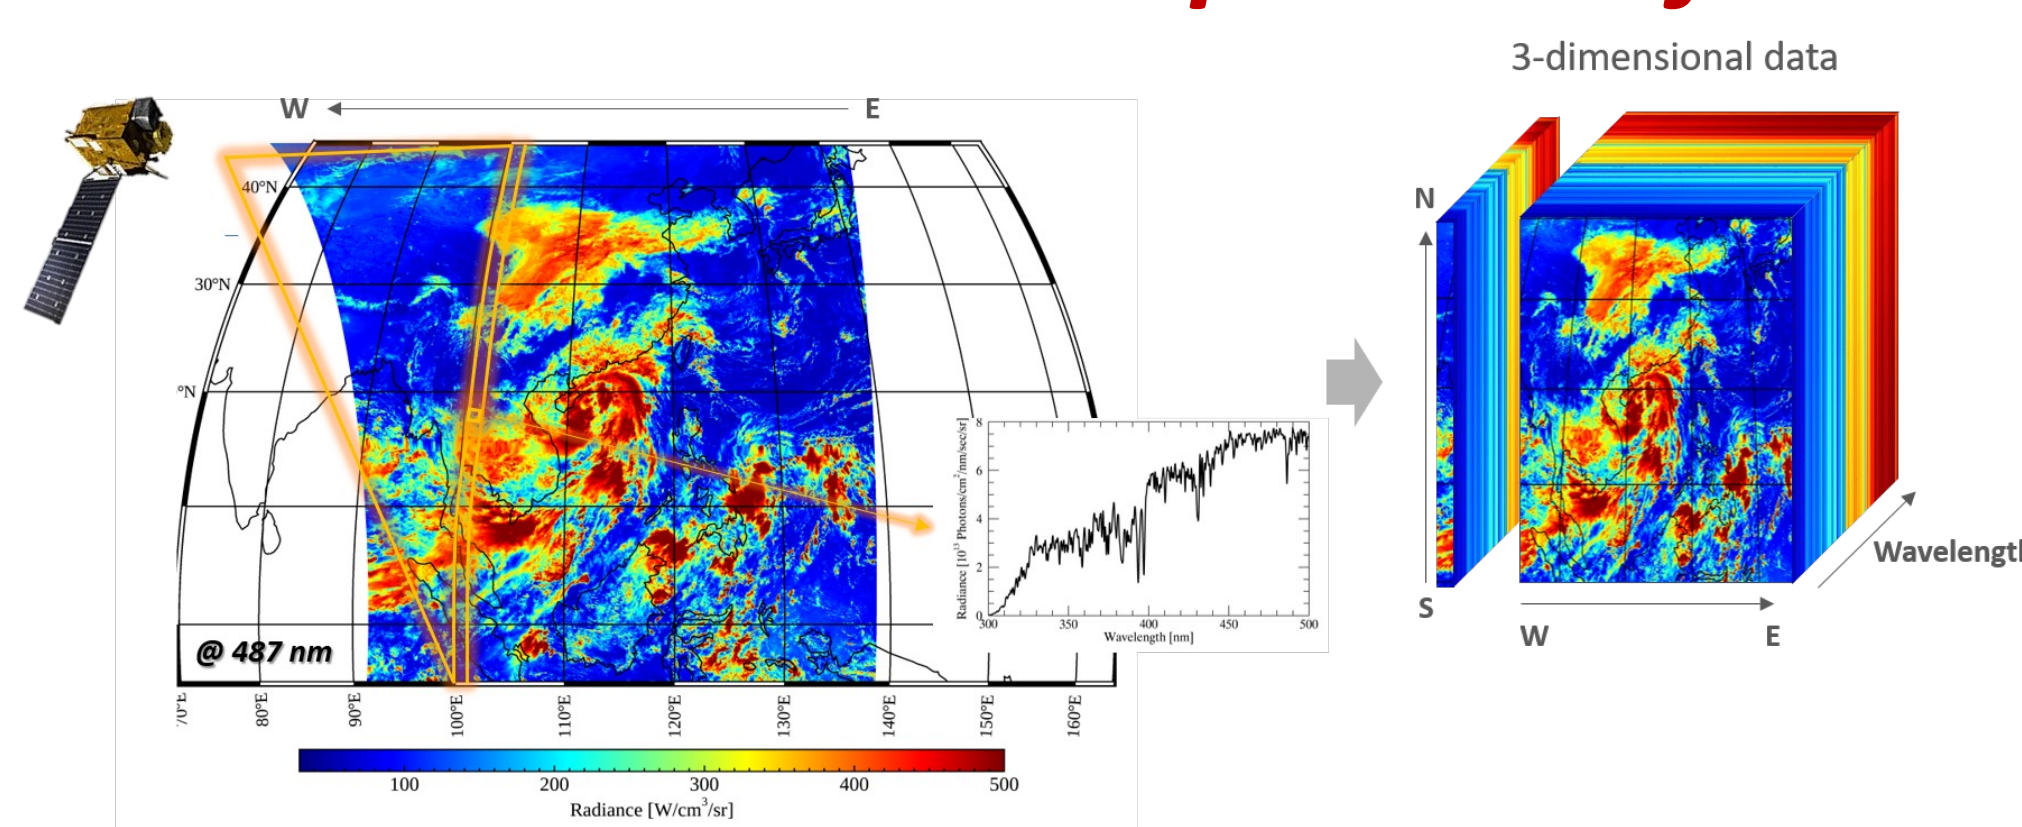 3-dimensional data
W
E
40°N
30°N
°N
@ 487 nm
80°E
90°E
100°E
110°E
120°E
130°E
140°E
150°E
160°E
100
200
300
400
500
Radiance [W/cm³/sr]
8
6
4
2
0
Radiance [10¹³ Photons/cm²/nm/sec/sr]
300
350
400
450
500
Wavelength [nm]
N
S
W
E
Wavelength